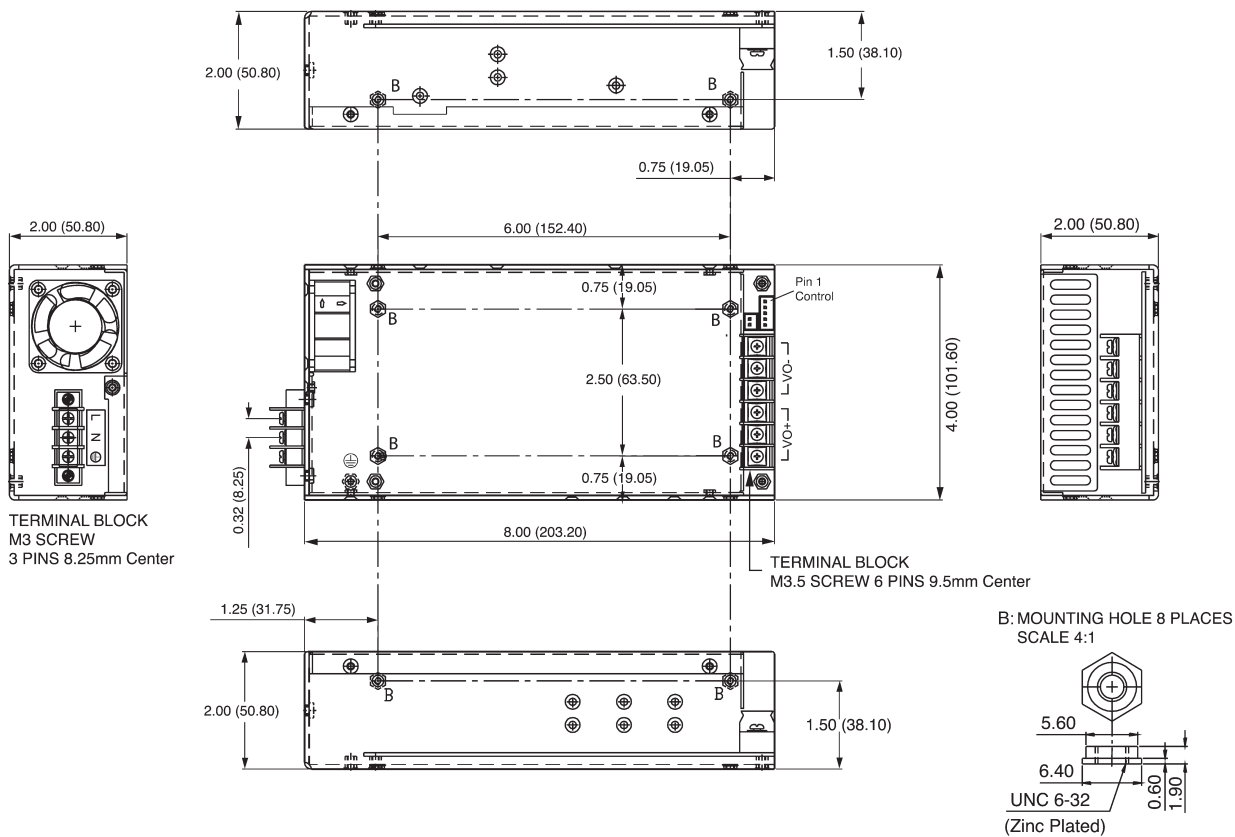 2.00 (50.80)
B
B
1.50 (38.10)
0.75 (19.05)
2.00 (50.80)
6.00 (152.40)
2.00 (50.80)
0.75 (19.05)
Pin 1
Control
B
B
VO-
2.50 (63.50)
4.00 (101.60)
L
N
VO+
B
B
0.32 (8.25)
0.75 (19.05)
TERMINAL BLOCK
M3 SCREW
3 PINS 8.25mm Center
8.00 (203.20)
TERMINAL BLOCK
M3.5 SCREW 6 PINS 9.5mm Center
1.25 (31.75)
B: MOUNTING HOLE 8 PLACES
SCALE 4:1
B
B
2.00 (50.80)
1.50 (38.10)
5.60
6.40
0.60
1.90
UNC 6-32
(Zinc Plated)